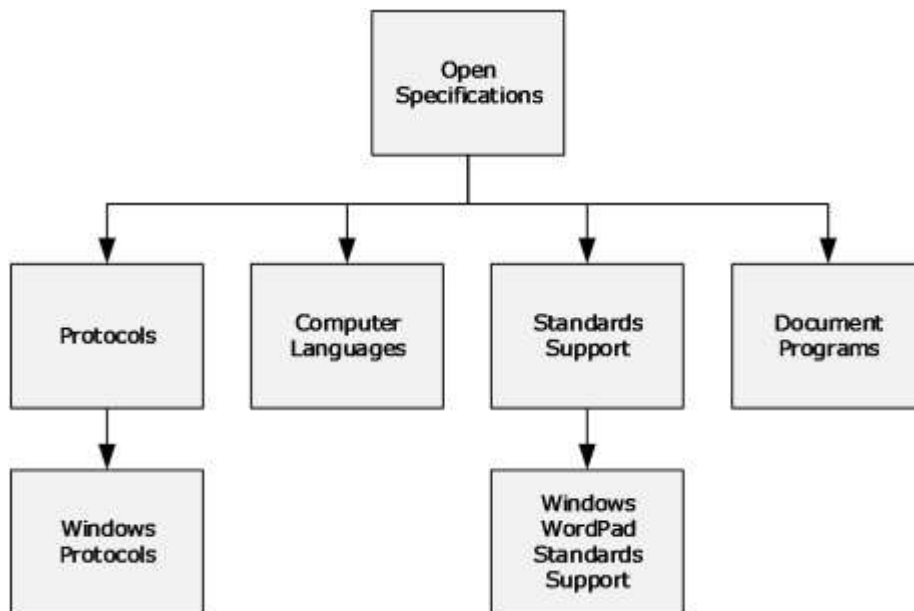 Open
Specifications
Protocols
Computer
Languages
Standards
Support
Document
Programs
Windows
Protocols
Windows
WordPad
Standards
Support